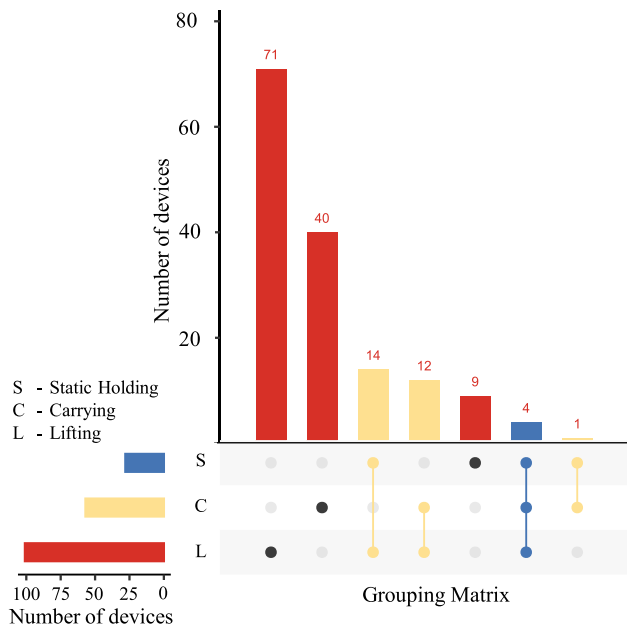 80
71
60
Number of devices
40
40
20
14
12
9
4
1
S - Static Holding
C - Carrying
L - Lifting
S
C
L
100 75 50 25 0
Number of devices
Grouping Matrix